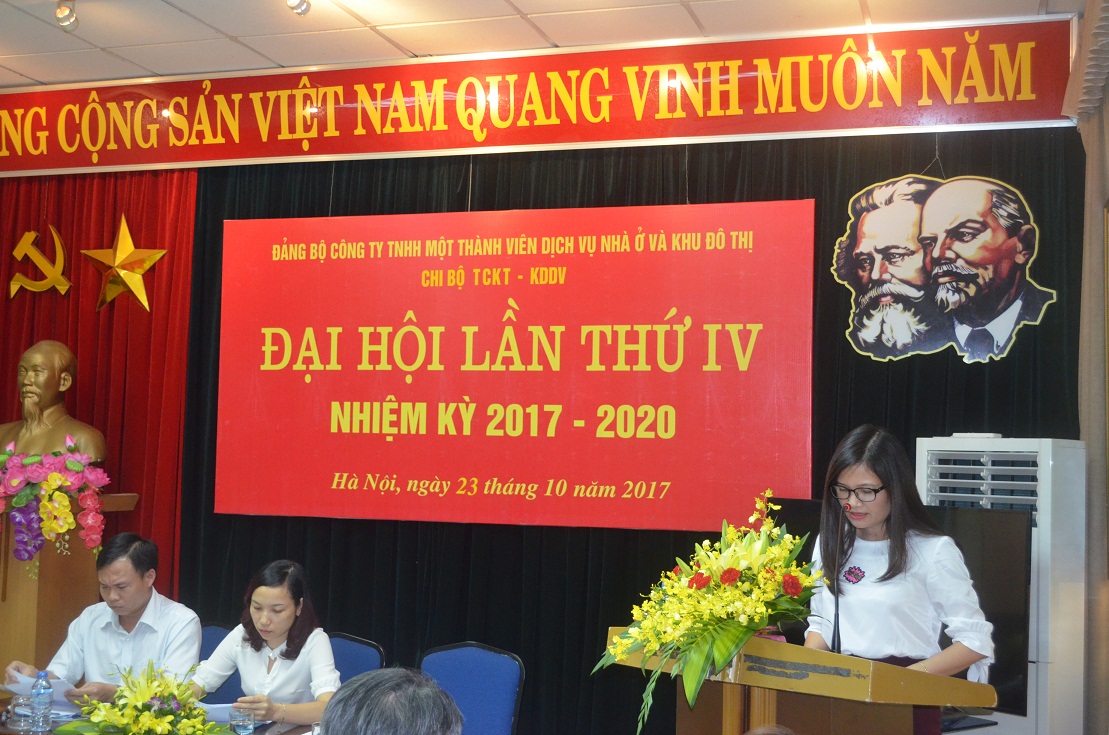 NG CỘNG SẢN VIỆT NAM QUANG VINH MUÔN NĂM
ĐẢNG BỘ CÔNG TY TNHH MỘT THÀNH VIÊN DỊCH VỤ NHÀ Ở VÀ KHU ĐÔ THỊ
CHI BỘ TCKT - KDDV
ĐẠI HỘI LẦN THỨ IV
NHIỆM KỲ 2017 - 2020
Hà Nội, ngày 23 tháng 10 năm 2017